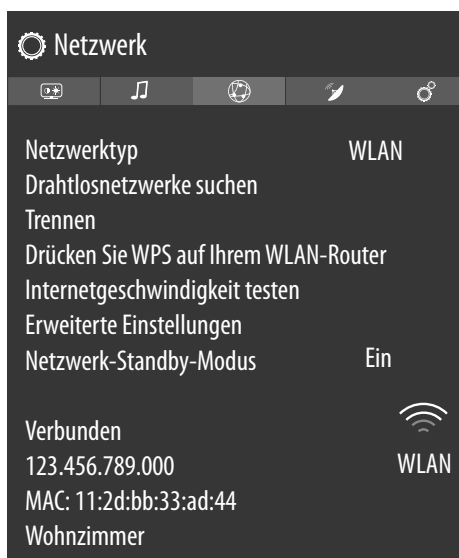 Netzwerk
Netzwerktyp WLAN
Drahtlosnetzwerke suchen
Trennen
Drücken Sie WPS auf Ihrem WLAN-Router
Internetgeschwindigkeit testen
Erweiterte Einstellungen
Netzwerk-Standby-Modus Ein
Verbunden
123.456.789.000 WLAN
MAC: 11:2d:bb:33:ad:44
Wohnzimmer